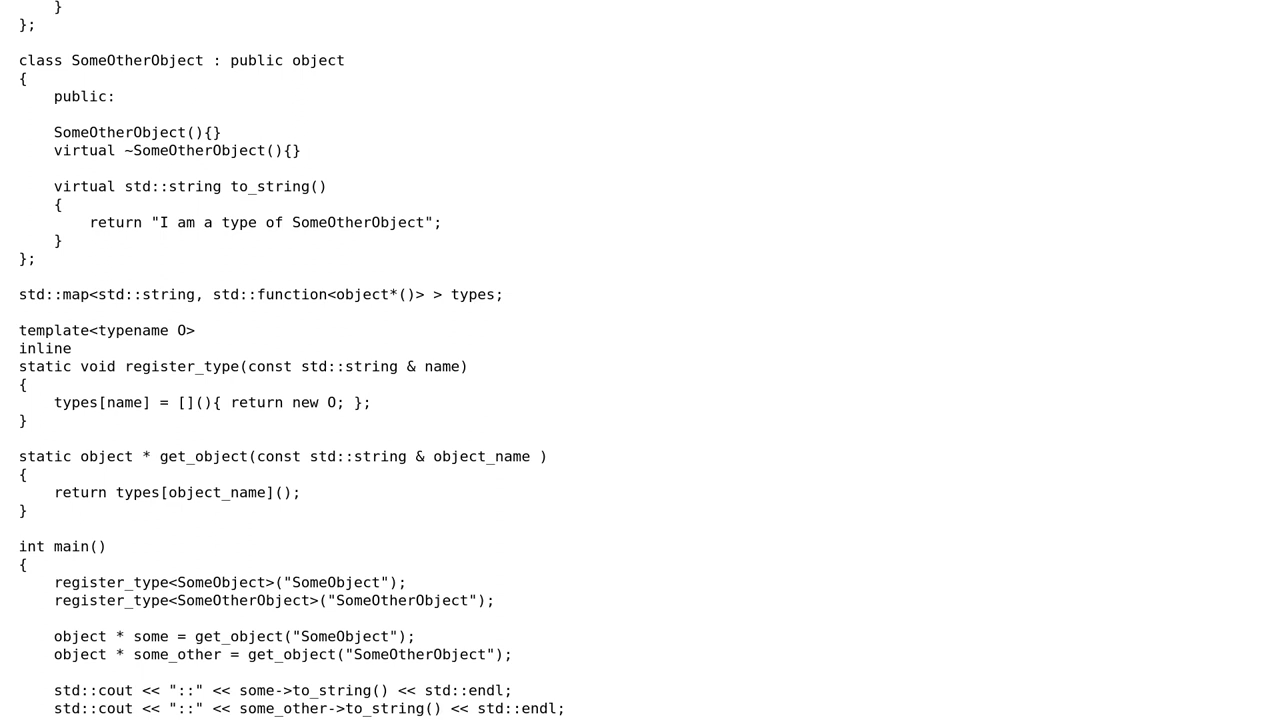 }
};

class SomeOtherObject : public object
{
    public:

    SomeOtherObject(){}
    virtual ~SomeOtherObject(){}

    virtual std::string to_string()
    {
        return "I am a type of SomeOtherObject";
    }
};

std::map<std::string, std::function<object*()> > types;

template<typename O>
inline
static void register_type(const std::string & name)
{
    types[name] = [](){ return new O; };
}

static object * get_object(const std::string & object_name )
{
    return types[object_name]();
}

int main()
{
    register_type<SomeObject>("SomeObject");
    register_type<SomeOtherObject>("SomeOtherObject");

    object * some = get_object("SomeObject");
    object * some_other = get_object("SomeOtherObject");

    std::cout << "::" << some->to_string() << std::endl;
    std::cout << "::" << some_other->to_string() << std::endl;